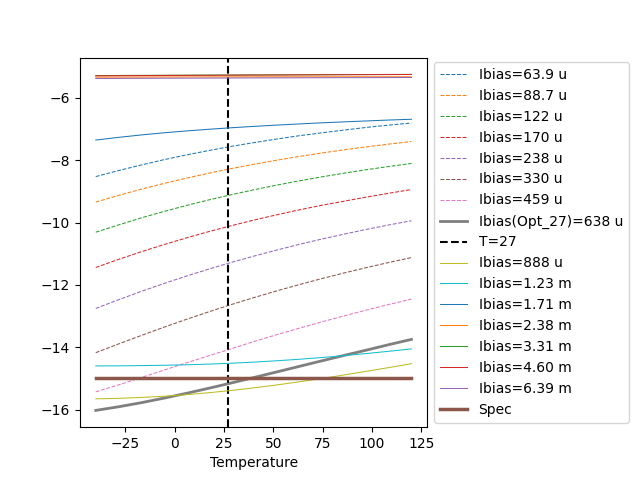 −6
−8
−10
−12
−14
−16
−25
0
25
50
75
100
125
Temperature
Ibias=63.9 u
Ibias=88.7 u
Ibias=122 u
Ibias=170 u
Ibias=238 u
Ibias=330 u
Ibias=459 u
Ibias(Opt_27)=638 u
T=27
Ibias=888 u
Ibias=1.23 m
Ibias=1.71 m
Ibias=2.38 m
Ibias=3.31 m
Ibias=4.60 m
Ibias=6.39 m
Spec